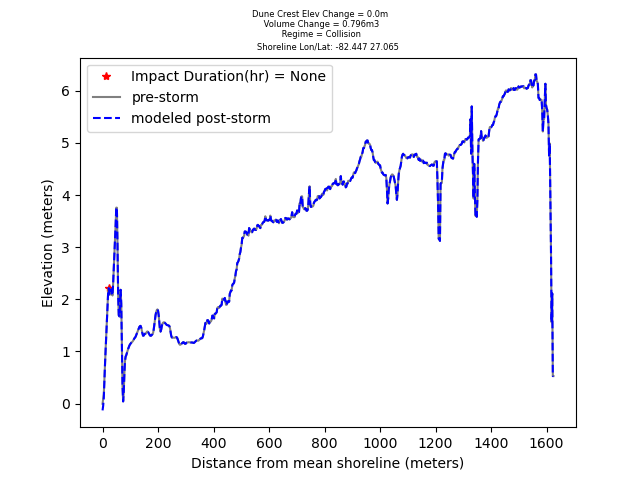 Dune Crest Elev Change = 0.0m
Volume Change = 0.796m3
Regime = Collision
Shoreline Lon/Lat: -82.447 27.065
Impact Duration(hr) = None
pre-storm
modeled post-storm
Elevation (meters)
6
5
4
3
2
1
0
0 200 400 600 800 1000 1200 1400 1600
Distance from mean shoreline (meters)